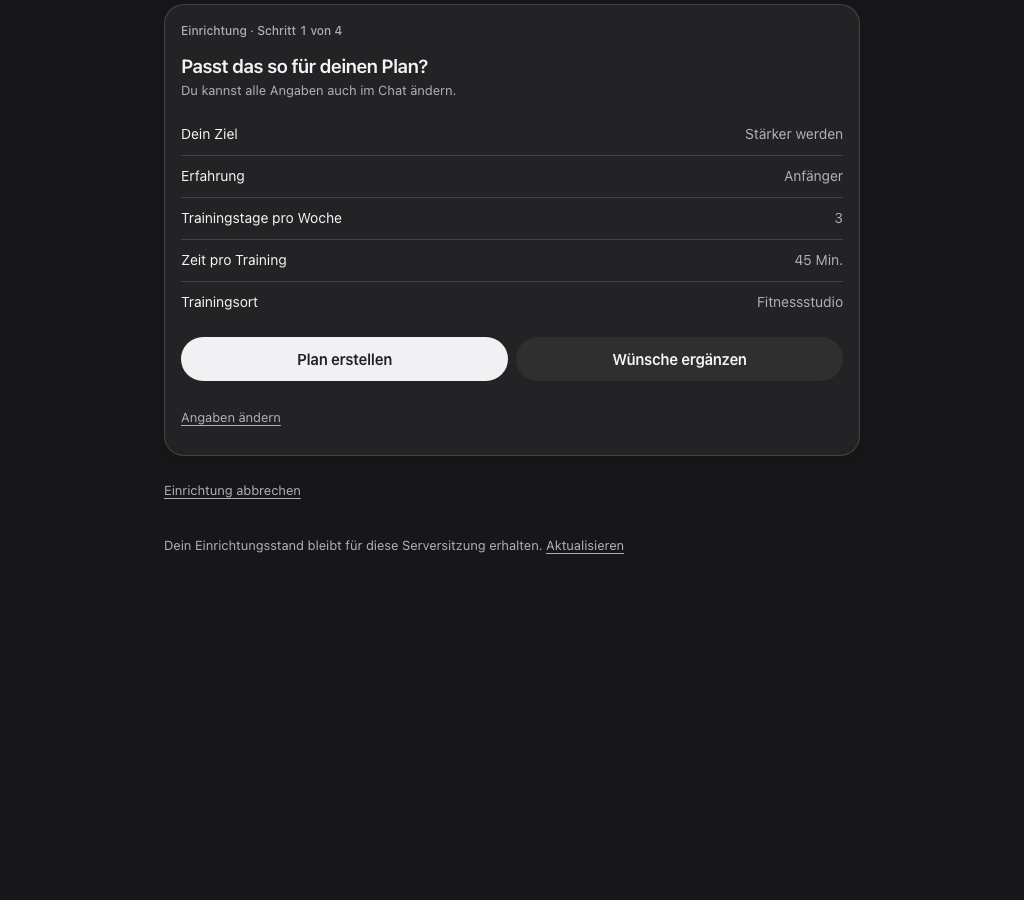 Einrichtung · Schritt 1 von 4
Passt das so für deinen Plan?
Du kannst alle Angaben auch im Chat ändern.
Dein Ziel Stärker werden
Erfahrung Anfänger
Trainingstage pro Woche 3
Zeit pro Training 45 Min.
Trainingsort Fitnessstudio
Plan erstellen Wünsche ergänzen
Angaben ändern
Einrichtung abbrechen
Dein Einrichtungsstand bleibt für diese Serversitzung erhalten. Aktualisieren